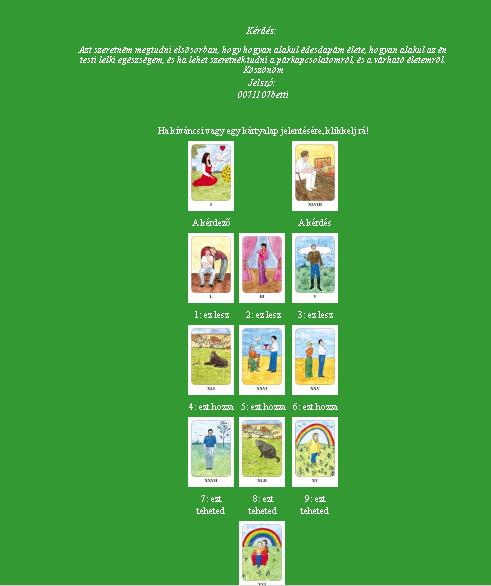 Kérdés:
Azt szeretném megtudni elsősorban, hogy hogyan alakul édesdapám élete, hogyan alakul az én
testi lelki egészségem, és ha lehet szeretnék tudni a párkapcsolatomról, és a várható életemről.
Köszönöm
Jelszó:
0071107betti
Ha kíváncsi vagy egy kártyalap jelentésére, klikkelj rá!
I XLVIII
A kérdező A kérdés
L III V
1: ez lesz 2: ez lesz 3: ez lesz
XLI XXVI XXV
4: ezt hozza 5: ezt hozza 6: ezt hozza
XXVII XLII XV
7: ezt 8: ezt 9: ezt
teheted teheted teheted